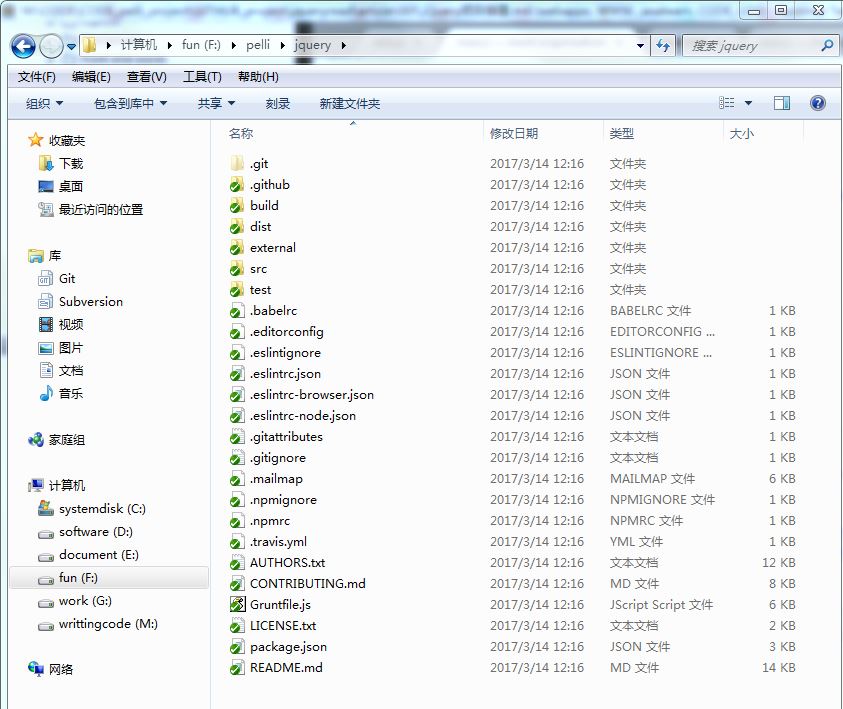 计算机 fun (F:) pelli jquery 搜索 jquery
文件(F) 编辑(E) 查看(V) 工具(T) 帮助(H)
组织 包含到库中 共享 刻录 新建文件夹
收藏夹
下载
桌面
最近访问的位置
库
Git
Subversion
视频
图片
文档
音乐
家庭组
计算机
systemdisk (C:)
software (D:)
document (E:)
fun (F:)
work (G:)
writtingcode (M:)
网络
名称 修改日期 类型 大小
.git 2017/3/14 12:16 文件夹
.github 2017/3/14 12:16 文件夹
build 2017/3/14 12:16 文件夹
dist 2017/3/14 12:16 文件夹
external 2017/3/14 12:16 文件夹
src 2017/3/14 12:16 文件夹
test 2017/3/14 12:16 文件夹
.babelrc 2017/3/14 12:16 BABELRC 文件 1 KB
.editorconfig 2017/3/14 12:16 EDITORCONFIG ... 1 KB
.eslintignore 2017/3/14 12:16 ESLINTIGNORE ... 1 KB
.eslintrc.json 2017/3/14 12:16 JSON 文件 1 KB
.eslintrc-browser.json 2017/3/14 12:16 JSON 文件 1 KB
.eslintrc-node.json 2017/3/14 12:16 JSON 文件 1 KB
.gitattributes 2017/3/14 12:16 文本文档 1 KB
.gitignore 2017/3/14 12:16 文本文档 1 KB
.mailmap 2017/3/14 12:16 MAILMAP 文件 6 KB
.npmignore 2017/3/14 12:16 NPMIGNORE 文件 1 KB
.npmrc 2017/3/14 12:16 NPMRC 文件 1 KB
.travis.yml 2017/3/14 12:16 YML 文件 1 KB
AUTHORS.txt 2017/3/14 12:16 文本文档 12 KB
CONTRIBUTING.md 2017/3/14 12:16 MD 文件 8 KB
Gruntfile.js 2017/3/14 12:16 JScript Script 文件 6 KB
LICENSE.txt 2017/3/14 12:16 文本文档 2 KB
package.json 2017/3/14 12:16 JSON 文件 3 KB
README.md 2017/3/14 12:16 MD 文件 14 KB